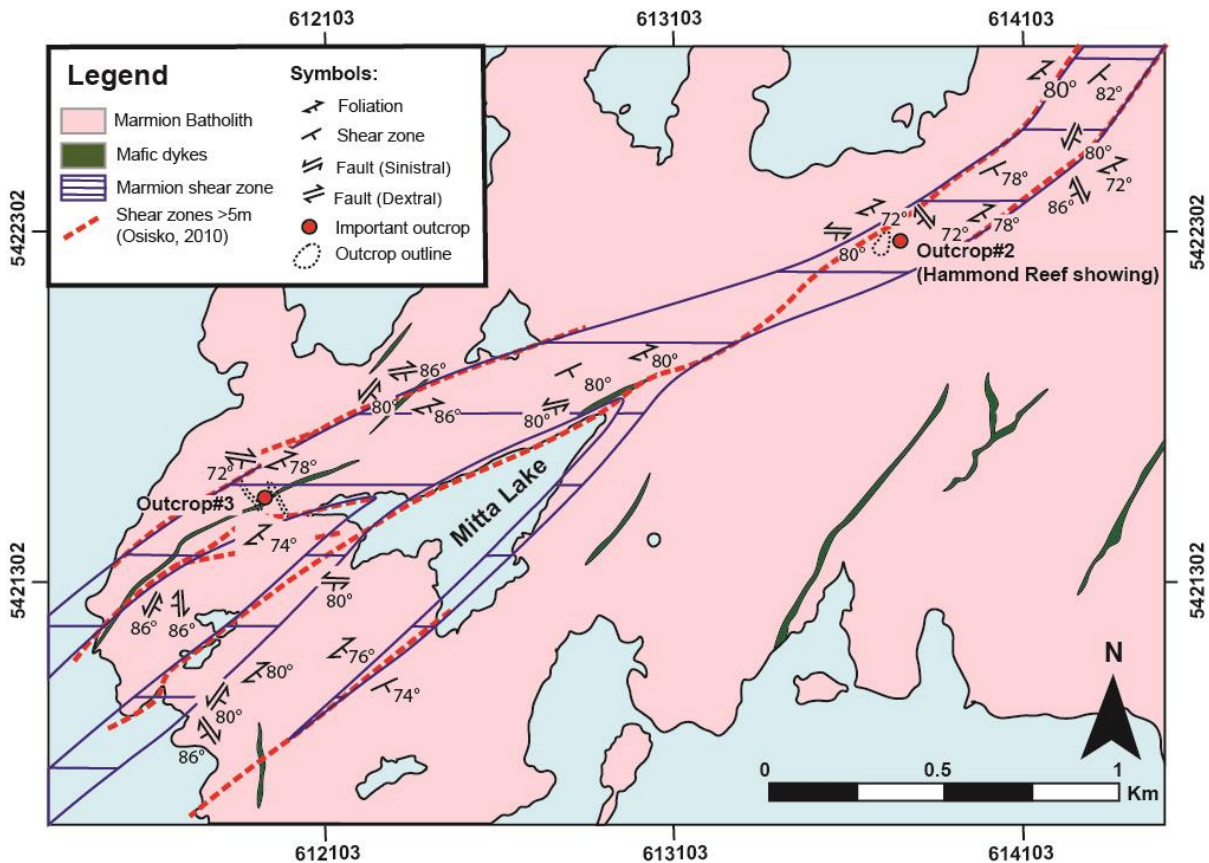 612103
613103
614103
Legend
Marmion Batholith
Mafic dykes
Marmion shear zone
Shear zones >5m
(Osisko, 2010)
Symbols:
Foliation
Shear zone
Fault (Sinistral)
Fault (Dextral)
Important outcrop
Outcrop outline
80°
82°
80°
72°
78°
86°
5422302
5422302
72°
72°
78°
80°
Outcrop#2
(Hammond Reef showing)
80°
86°
80°
80°
86°
80°
72°
78°
Outcrop#3
Mitta Lake
74°
5421302
5421302
80°
86°
86°
76°
80°
74°
80°
86°
N
0
0.5
1
Km
612103
613103
614103